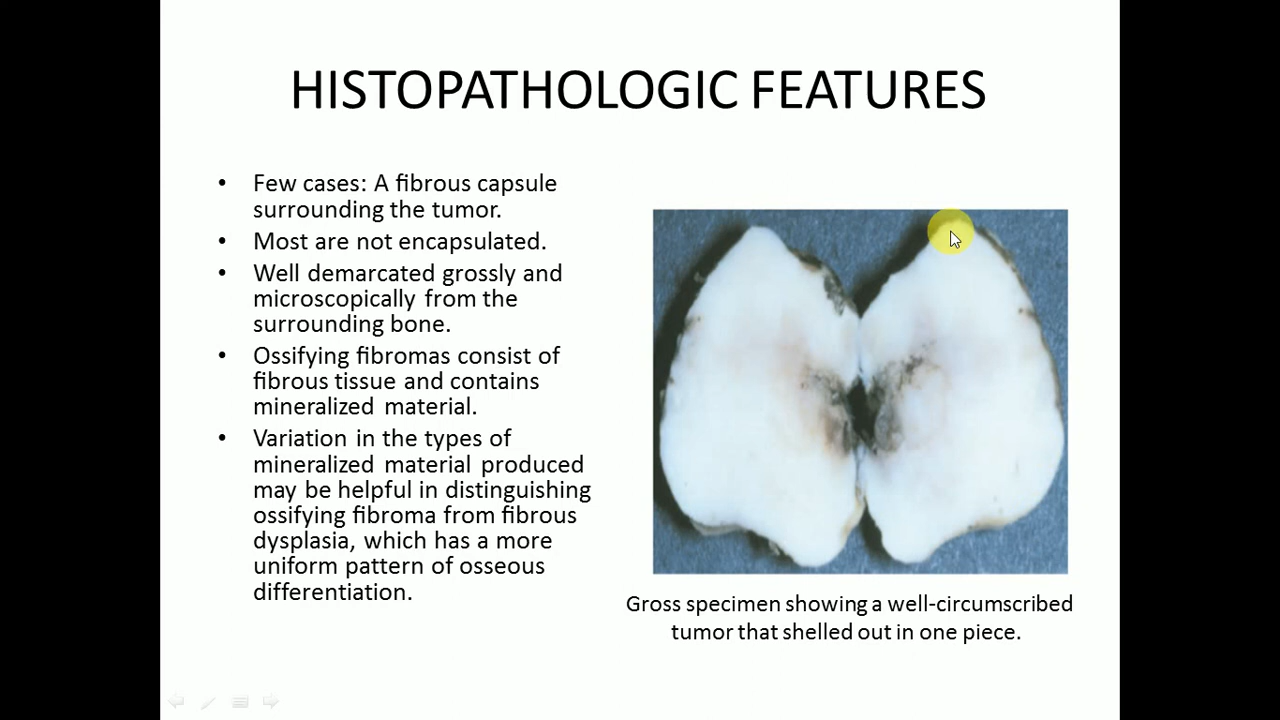 HISTOPATHOLOGIC FEATURES
• Few cases: A fibrous capsule
surrounding the tumor.
• Most are not encapsulated.
• Well demarcated grossly and
microscopically from the
surrounding bone.
• Ossifying fibromas consist of
fibrous tissue and contains
mineralized material.
• Variation in the types of
mineralized material produced
may be helpful in distinguishing
ossifying fibroma from fibrous
dysplasia, which has a more
uniform pattern of osseous
differentiation.
Gross specimen showing a well-circumscribed
tumor that shelled out in one piece.